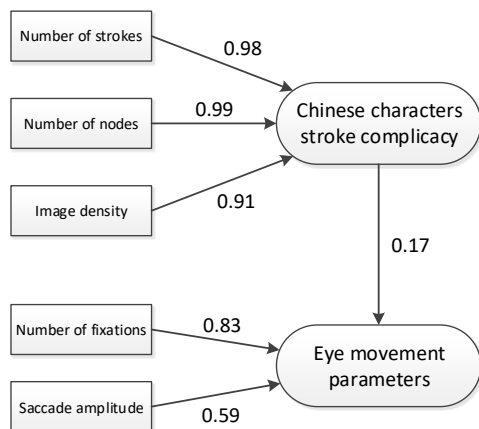 Number of strokes
0.98
Number of nodes
0.99
Chinese characters
stroke complicacy
Image density
0.91
0.17
Number of fixations
0.83
Eye movement
parameters
Saccade amplitude
0.59